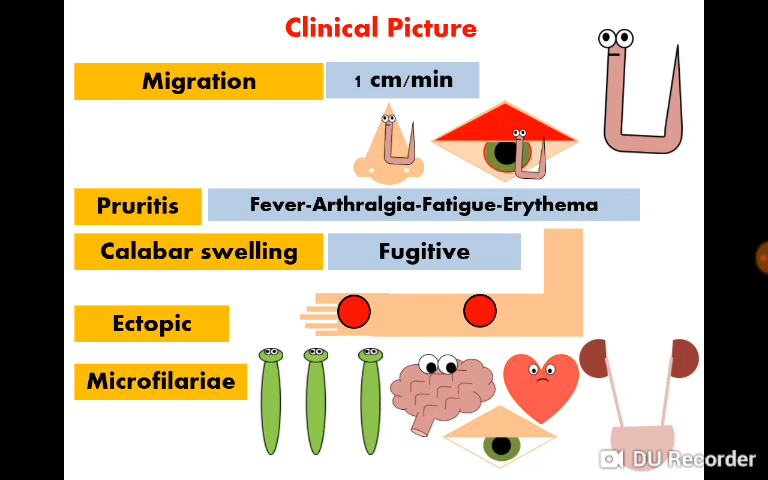 Clinical Picture
Migration
1 cm/min
Pruritis
Fever-Arthralgia-Fatigue-Erythema
Calabar swelling
Fugitive
Ectopic
Microfilariae
DU Recorder